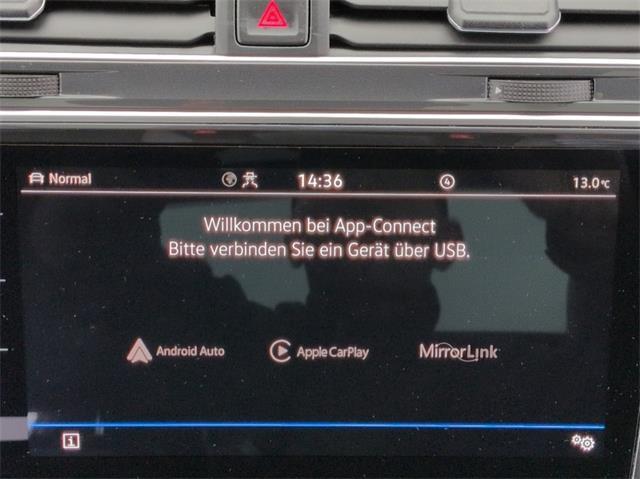 Normal 14:36 4 13.0°C
Willkommen bei App-Connect
Bitte verbinden Sie ein Gerät über USB.
Android Auto Apple CarPlay MirrorLink
i